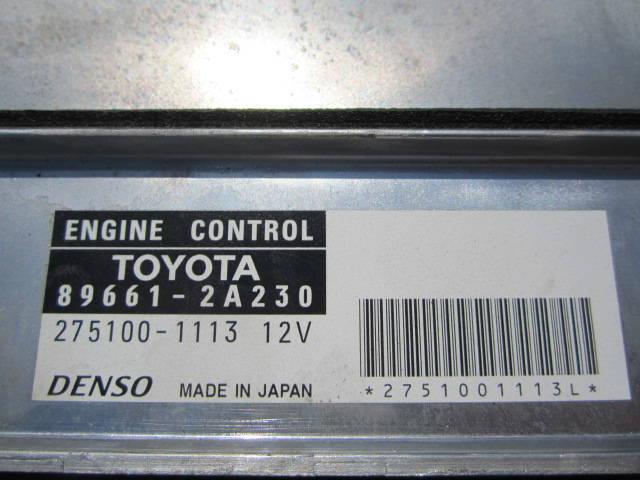 ENGINE CONTROL
TOYOTA
89661-2A230
275100-1113 12V
DENSO MADE IN JAPAN
*2751001113L*